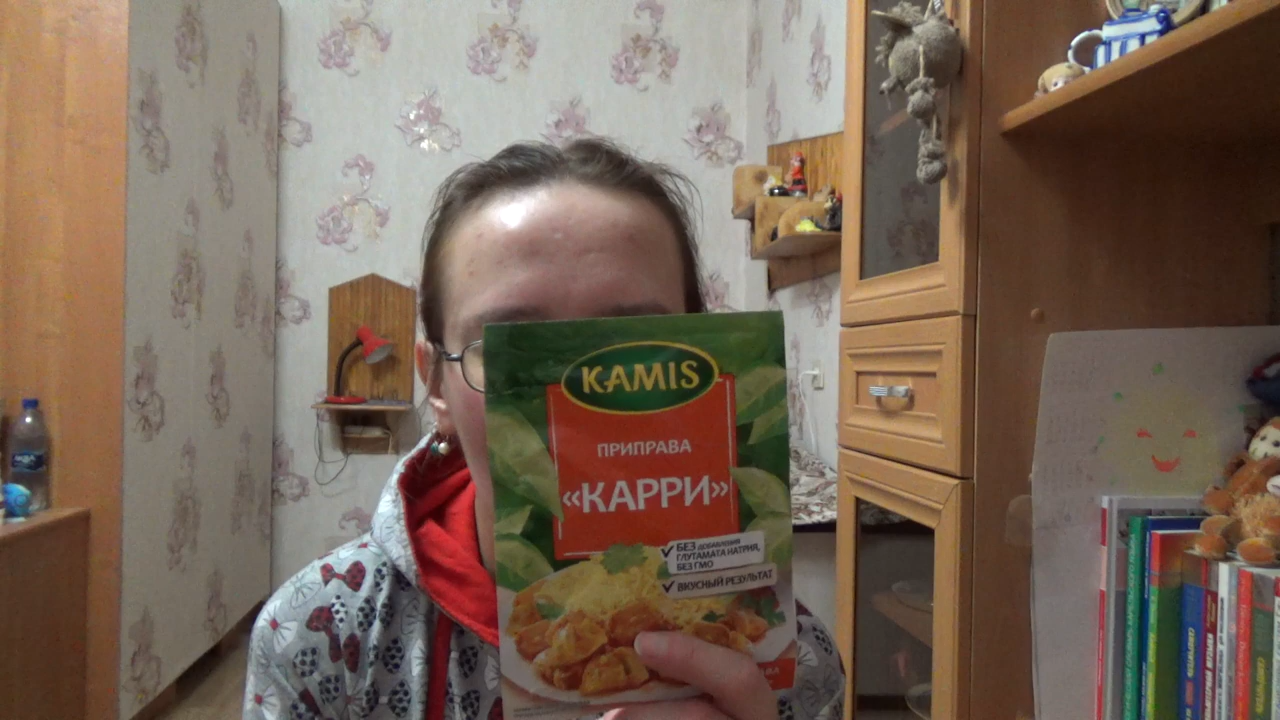 KAMIS
ПРИПРАВА
«КАРРИ»
БЕЗ ДОБАВЛЕНИЯ
ГЛУТАМАТА НАТРИЯ,
БЕЗ ГМО
ВКУСНЫЙ РЕЗУЛЬТАТ